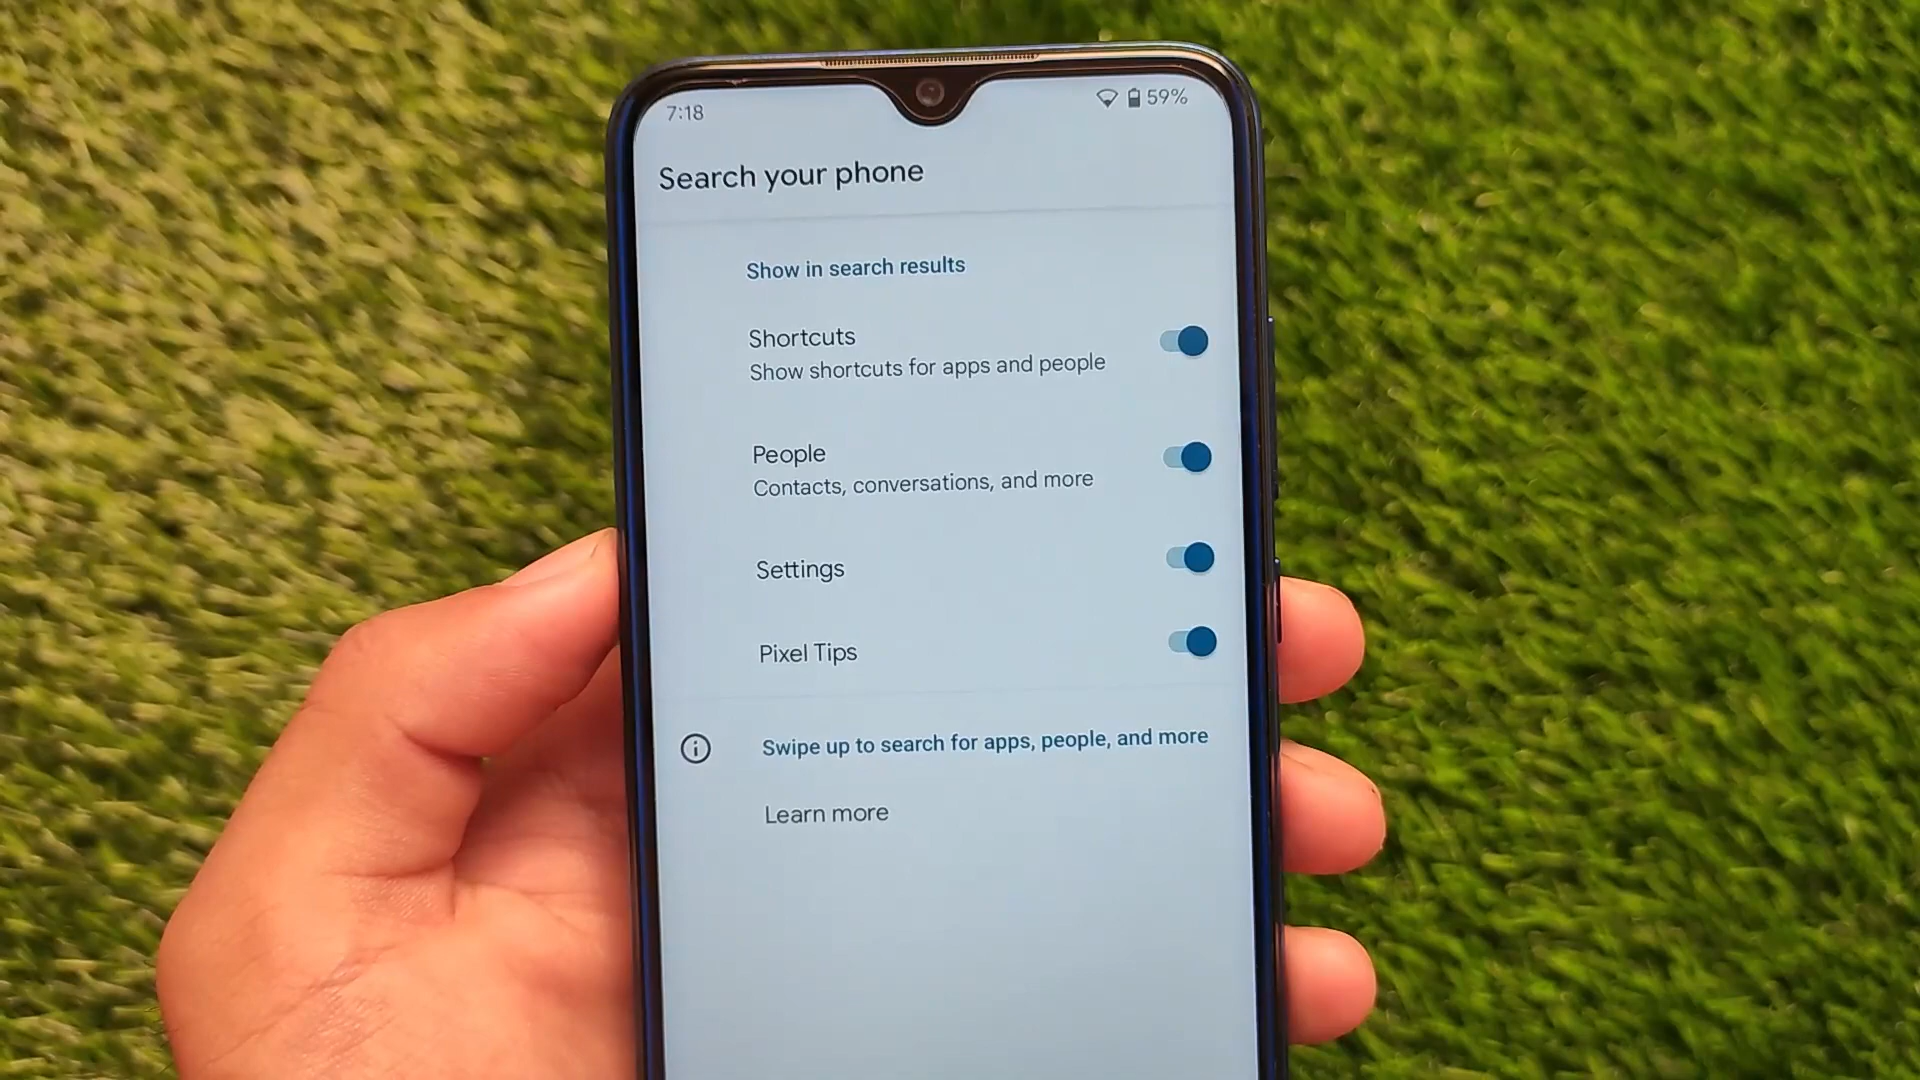 7:18
59%
Search your phone
Show in search results
Shortcuts
Show shortcuts for apps and people
People
Contacts, conversations, and more
Settings
Pixel Tips
Swipe up to search for apps, people, and more
Learn more